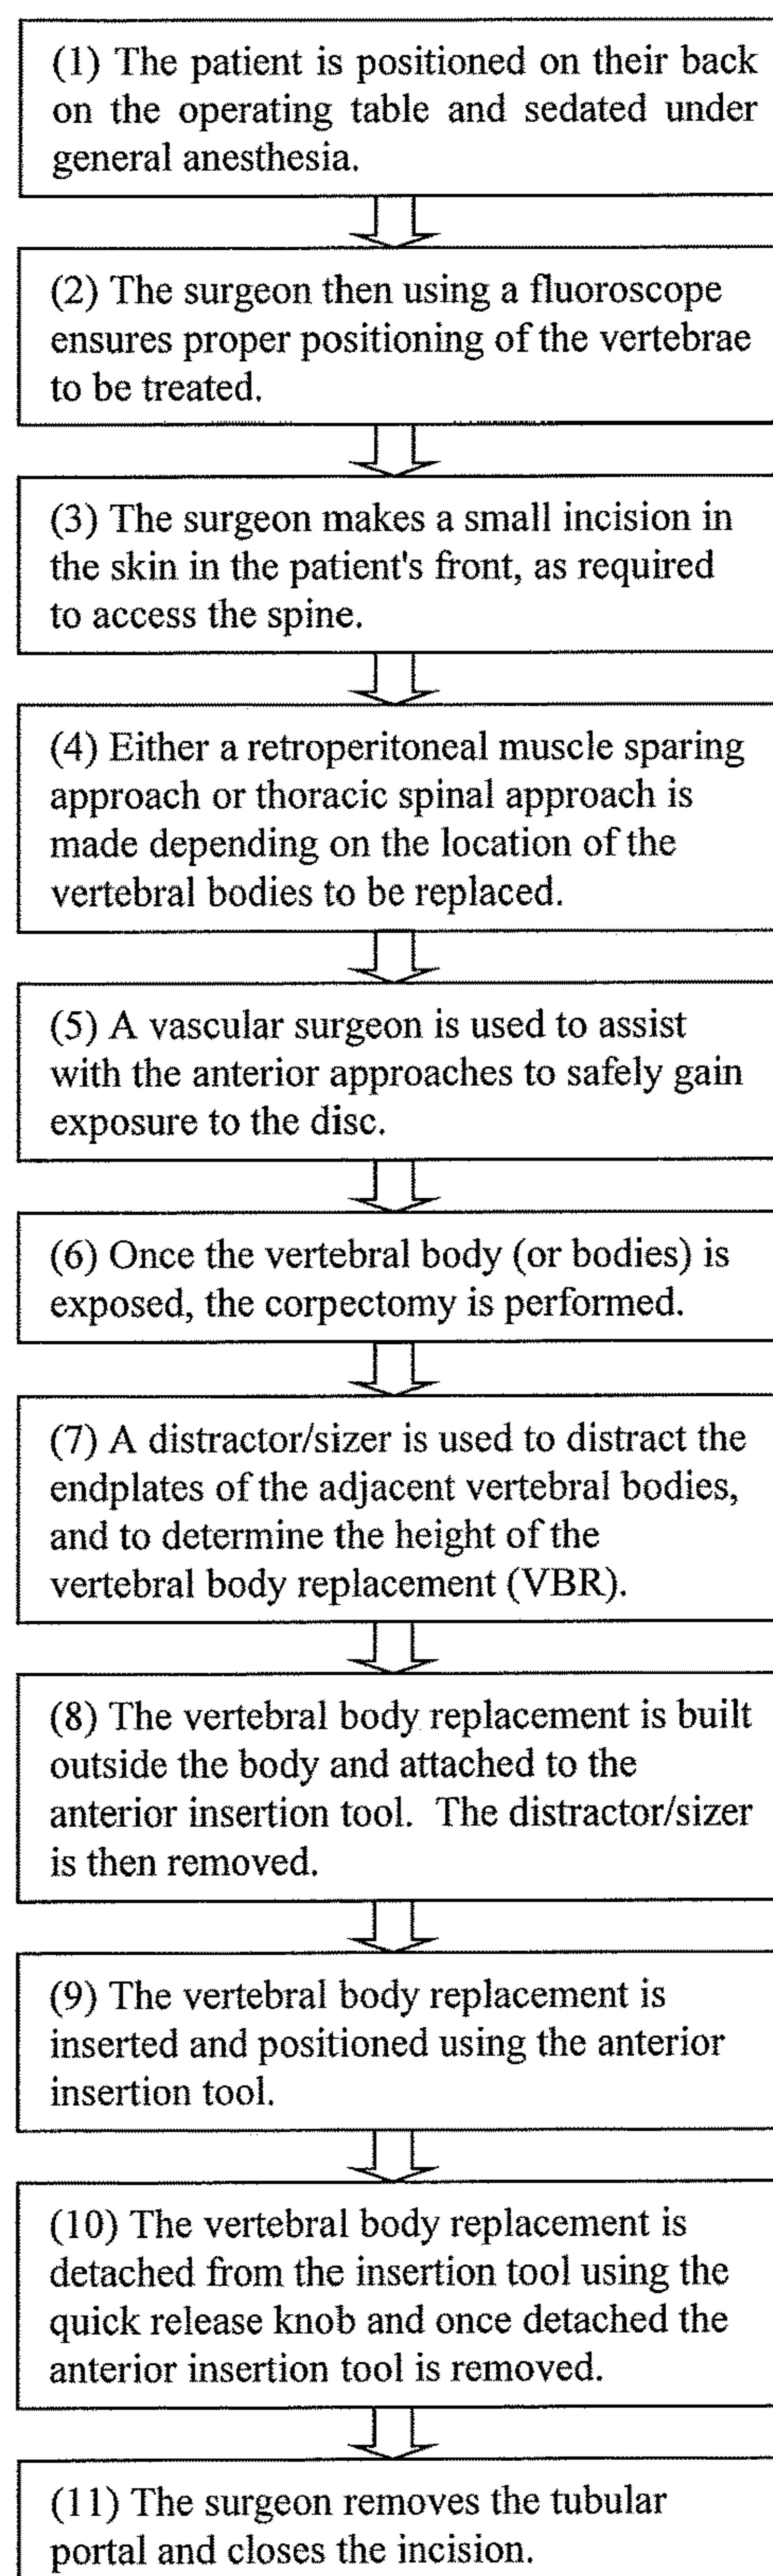 (1) The patient is positioned on their back
on the operating table and sedated under
general anesthesia.
(2) The surgeon then using a fluoroscope
ensures proper positioning of the vertebrae
to be treated.
(3) The surgeon makes a small incision in
the skin in the patient's front, as required
to access the spine.
(4) Either a retroperitoneal muscle sparing
approach or thoracic spinal approach is
made depending on the location of the
vertebral bodies to be replaced.
(5) A vascular surgeon is used to assist
with the anterior approaches to safely gain
exposure to the disc.
(6) Once the vertebral body (or bodies) is
exposed, the corpectomy is performed.
(7) A distractor/sizer is used to distract the
endplates of the adjacent vertebral bodies,
and to determine the height of the
vertebral body replacement (VBR).
(8) The vertebral body replacement is built
outside the body and attached to the
anterior insertion tool. The distractor/sizer
is then removed.
(9) The vertebral body replacement is
inserted and positioned using the anterior
insertion tool.
(10) The vertebral body replacement is
detached from the insertion tool using the
quick release knob and once detached the
anterior insertion tool is removed.
(11) The surgeon removes the tubular
portal and closes the incision.